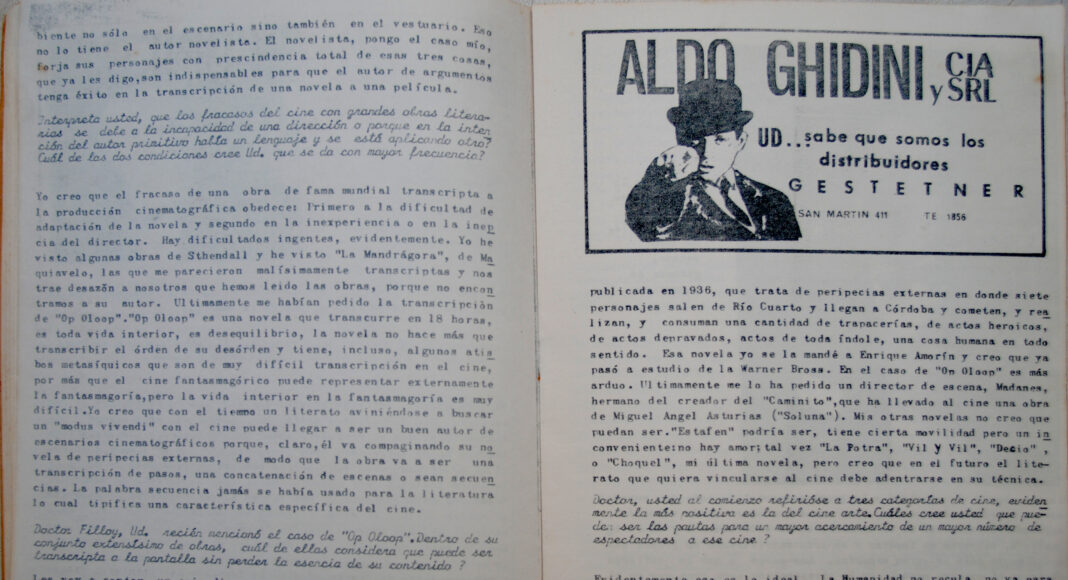 biente no sólo en el escenario sino también en el vestuario. Eso
no lo tiene el autor novelista. El novelista, pongo el caso mío,
forja sus personajes con prescindencia total de esas tres cosas,
que ya les digo,son indispensables para que el autor de argumentos
tenga éxito en la transcripción de una novela a una película.
Interpreta usted, que los fracasos del cine con grandes obras litera-
rias se debe a la incapacidad de una dirección o porque en la inten-
ción del autor primitivo habla un lenguaje y se está aplicando otro?
Cuál de las dos condiciones cree Ud. que se da con mayor frecuencia?
Yo creo que el fracaso de una obra de fama mundial transcripta a
la producción cinematográfica obedece: Primero a la dificultad de
adaptación de la novela y segundo en la inexperiencia o en la inep
cia del director. Hay dificultados ingentes, evidentemente. Yo he
visto algunas obras de Sthendall y he visto "La Mandrágora", de Ma
quiavelo, las que me parecieron malísimamente transcriptas y nos
trae desazón a nosotros que hemos leido las obras, porque no encon
tramos a su autor. Ultimamente me habían pedido la transcripción
de "Op Oloop"."Op Oloop" es una novela que transcurre en 18 horas,
es toda vida interior, es desequilibrio, la novela no hace más que
transcribir el órden de su desórden y tiene, incluso, algunos atis
bos metasíquicos que son de muy difícil transcripción en el cine,
por más que el cine fantasmagórico puede representar externamente
la fantasmagoría,pero la vida interior en la fantasmagoría es muy
difícil.Yo creo que con el tiempo un literato aviniéndose a buscar
un "modus vivendi" con el cine puede llegar a ser un buen autor de
escenarios cinematográficos porque, claro,él va compaginando su no
vela de peripecias externas, de modo que la obra va a ser una
transcripción de pasos, una concatenación de escenas o sean secuen
cias. La palabra secuencia jamás se había usado para la literatura
lo cual tipifica una característica específica del cine.
Doctor Filloy, Ud. recién mencionó el caso de "Op Oloop".Dentro de su
conjunto extensísimo de obras, cuál de ellas considera que puede ser
transcripta a la pantalla sin perder la esencia de su contenido ?
ALDO GHIDINI y CIA SRL
UD...sabe que somos los
distribuidores
GESTETNER
SAN MARTIN 411 TE 1856
publicada en 1936, que trata de peripecias externas en donde siete
personajes salen de Río Cuarto y llegan a Córdoba y cometen, y rea
lizan, y consuman una cantidad de trapacerías, de actos heroicos,
de actos depravados, actos de toda índole, una cosa humana en todo
sentido. Esa novela yo se la mandé a Enrique Amorín y creo que ya
pasó a estudio de la Warner Bross. En el caso de "Op Oloop" es más
arduo. Ultimamente me lo ha pedido un director de escena, Madanes,
hermano del creador del "Caminito",que ha llevado al cine una obra
de Miguel Angel Asturias ("Soluna"). Mis otras novelas no creo que
puedan ser."Estafen" podría ser, tiene cierta movilidad pero un in
conveniente:no hay amor;tal vez "La Potra", "Vil y Vil", "Decio" ,
o "Choquel", mi última novela, pero creo que en el futuro el lite-
rato que quiera vincularse al cine debe adentrarse en su técnica.
Doctor, usted al comienzo refirióse a tres categorías de cine, eviden
mente la más positiva es la del cine arte.Cuáles cree usted que pue-
den ser las pautas para un mayor acercamiento de un mayor número de
espectadores a ese cine ?